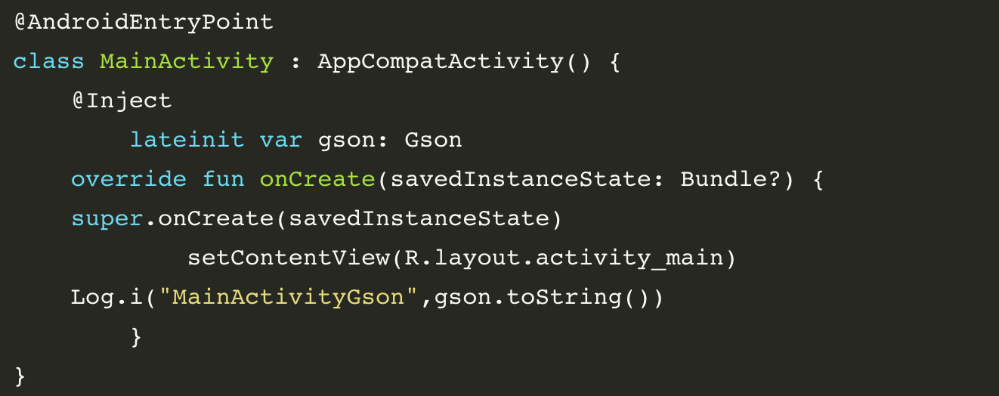 @AndroidEntryPoint
class MainActivity : AppCompatActivity() {
    @Inject
        lateinit var gson: Gson
    override fun onCreate(savedInstanceState: Bundle?) {
    super.onCreate(savedInstanceState)
            setContentView(R.layout.activity_main)
    Log.i("MainActivityGson",gson.toString())
        }
}